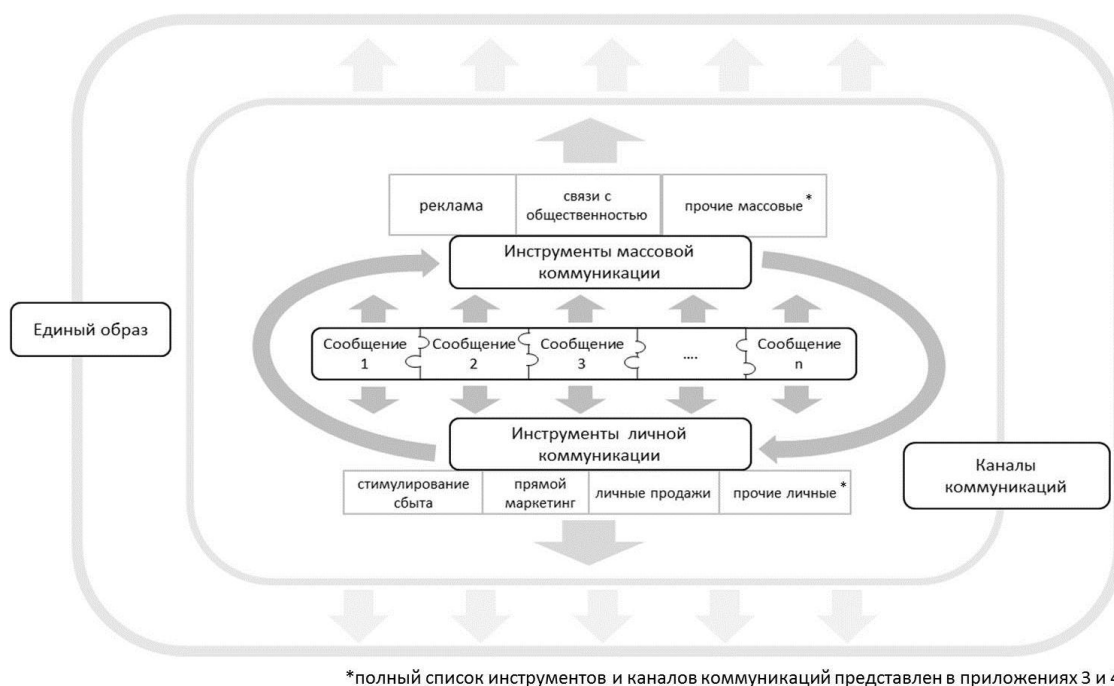 реклама
связи с
общественностью
прочие массовые*
Инструменты массовой
коммуникации
Единый образ
Сообщение
1
Сообщение
2
Сообщение
3
....
Сообщение
n
Инструменты личной
коммуникации
Каналы
коммуникаций
стимулирование
сбыта
прямой
маркетинг
личные продажи
прочие личные*
*полный список инструментов и каналов коммуникаций представлен в приложениях 3 и 4